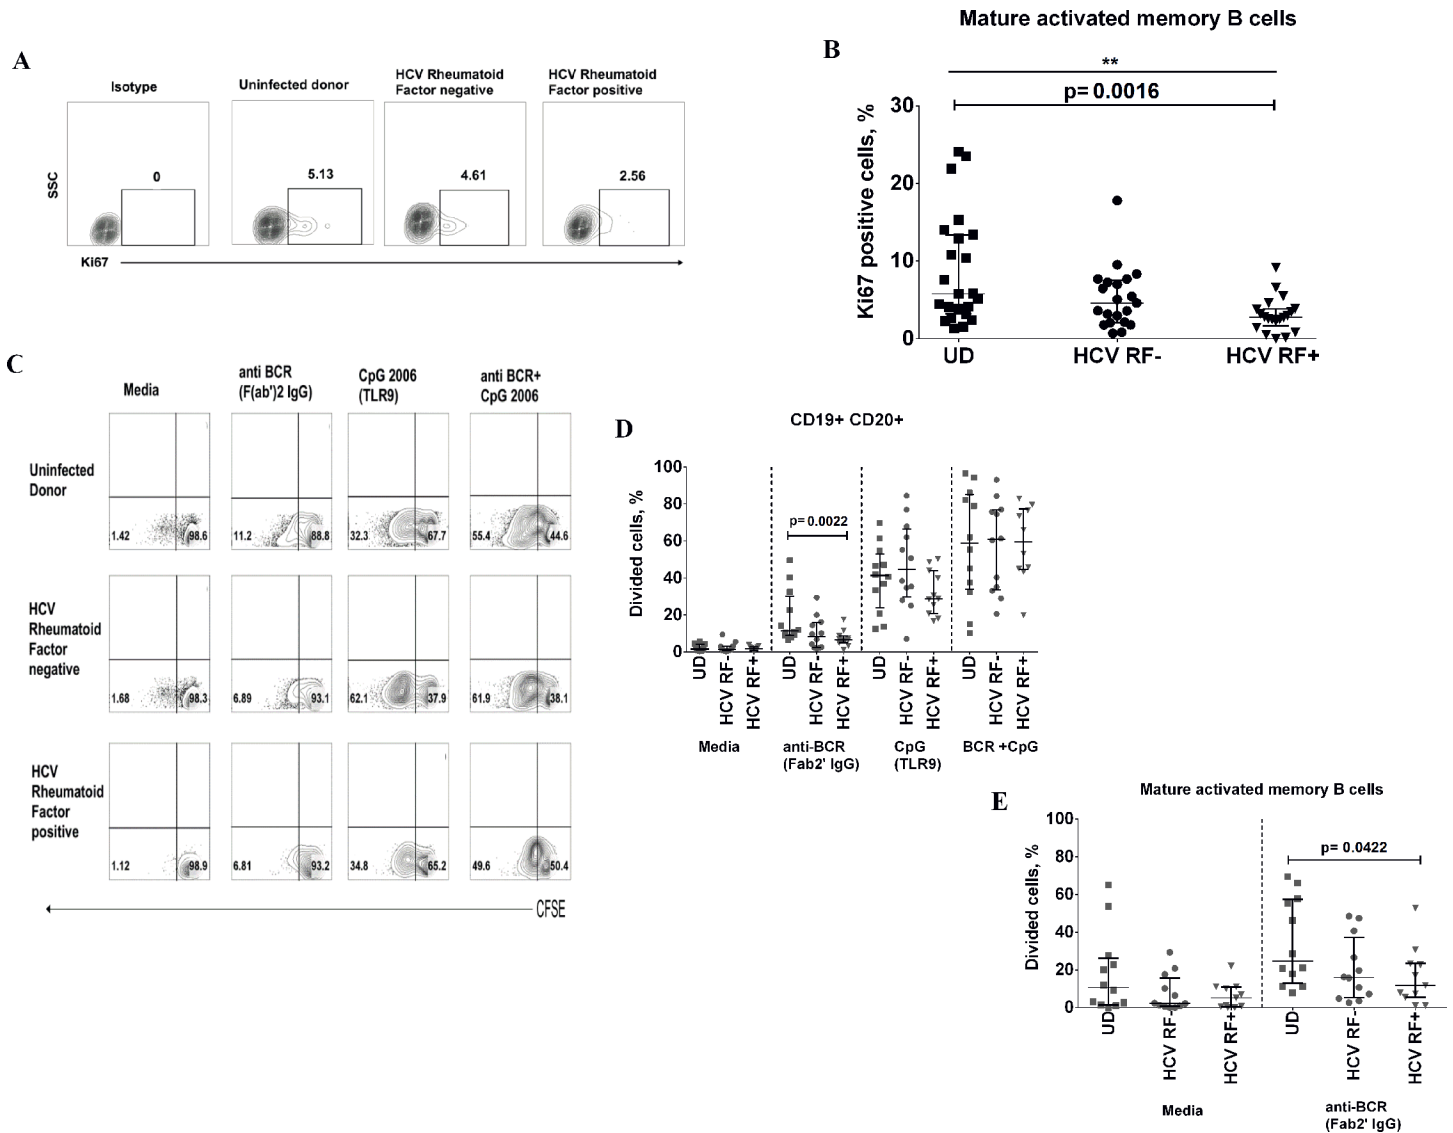 A
Isotype
Uninfected donor
HCV Rheumatoid
Factor negative
HCV Rheumatoid
Factor positive
SSC
0
5.13
4.61
2.56
Ki67
B
Mature activated memory B cells
**
p= 0.0016
Ki67 positive cells, %
30
20
10
0
UD
HCV RF-
HCV RF+
C
Media
anti BCR
(F(ab')2 IgG)
CpG 2006
(TLR9)
anti BCR+
CpG 2006
Uninfected
Donor
1.42
98.6
11.2
88.8
32.3
67.7
55.4
44.6
HCV
Rheumatoid
Factor
negative
1.68
98.3
6.89
93.1
62.1
37.9
61.9
38.1
HCV
Rheumatoid
Factor
positive
1.12
98.9
6.81
93.2
34.8
65.2
49.6
50.4
CFSE
D
CD19+ CD20+
Divided cells, %
100
80
60
40
20
0
p= 0.0022
UD
HCV RF-
HCV RF+
UD
HCV RF-
HCV RF+
UD
HCV RF-
HCV RF+
UD
HCV RF-
HCV RF+
Media
anti-BCR
(Fab2' IgG)
CpG
(TLR9)
BCR +CpG
E
Mature activated memory B cells
Divided cells, %
100
80
60
40
20
0
p= 0.0422
UD
HCV RF-
HCV RF+
UD
HCV RF-
HCV RF+
Media
anti-BCR
(Fab2' IgG)